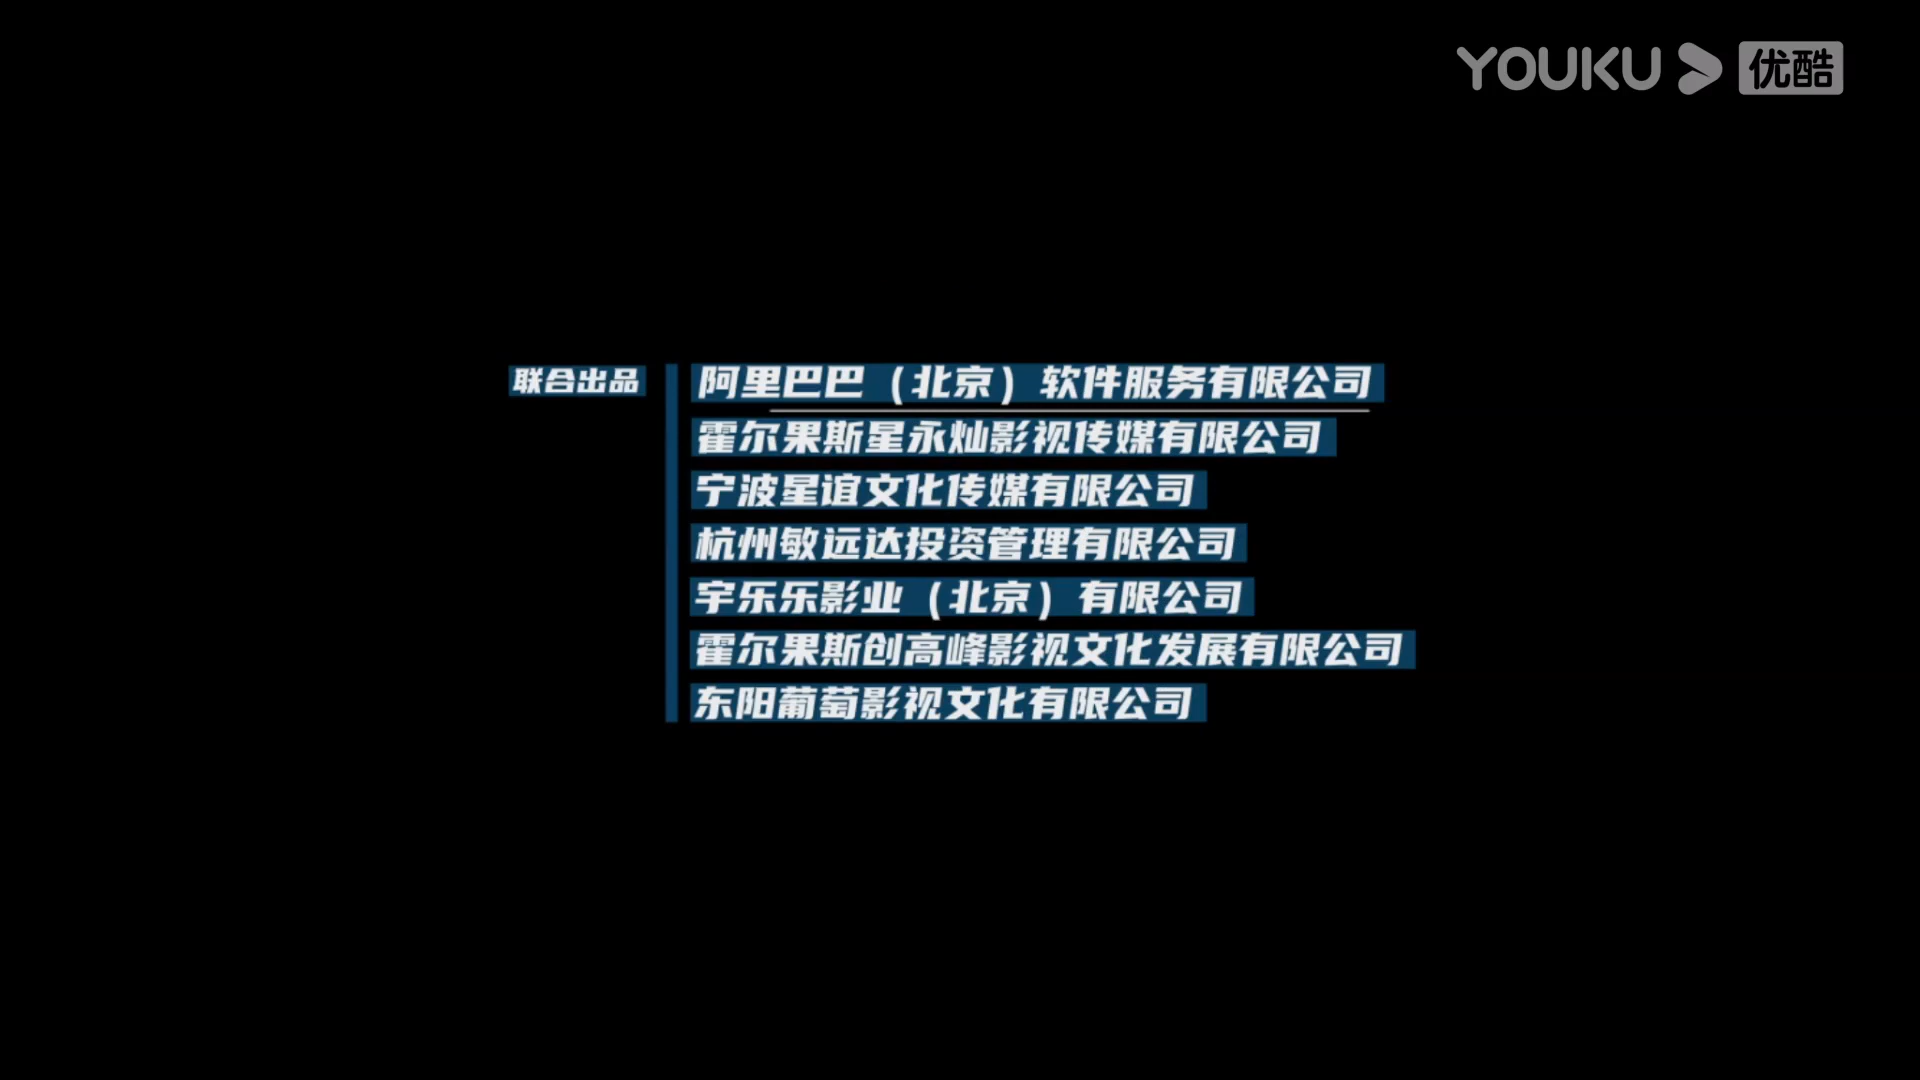 YOUKU 优酷
联合出品
阿里巴巴（北京）软件服务有限公司
霍尔果斯星永灿影视传媒有限公司
宁波星谊文化传媒有限公司
杭州敏远达投资管理有限公司
宇乐乐影业（北京）有限公司
霍尔果斯创高峰影视文化发展有限公司
东阳葡萄影视文化有限公司